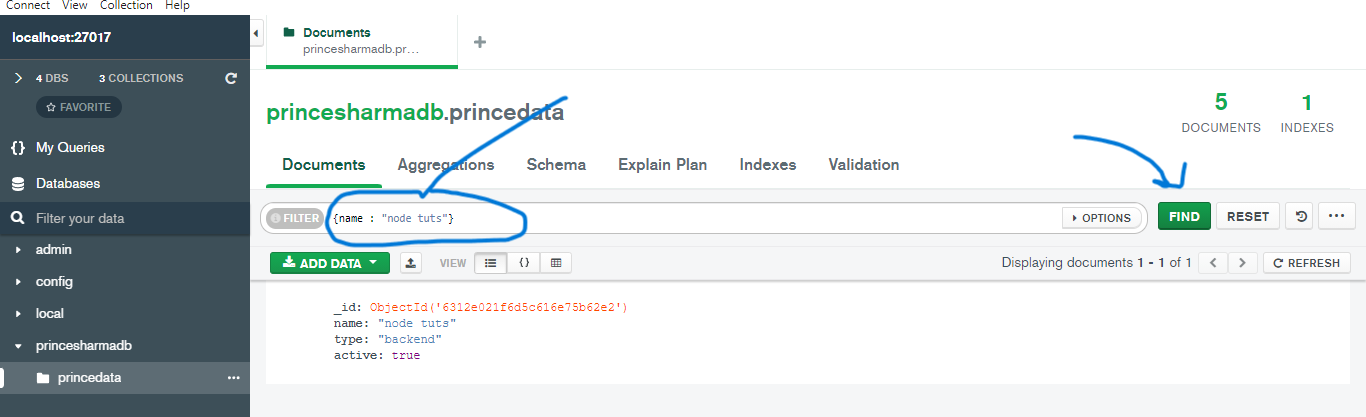 Connect View Collection Help
localhost:27017
4 DBS 3 COLLECTIONS
FAVORITE
{} My Queries
Databases
Filter your data
admin
config
local
princesharmadb
princedata ...
Documents
princesharmadb.pr...
+
princesharmadb.princedata
5 DOCUMENTS
1 INDEXES
Documents Aggregations Schema Explain Plan Indexes Validation
FILTER {name : "node tuts"} OPTIONS FIND RESET ...
ADD DATA VIEW {} Displaying documents 1 - 1 of 1 < > REFRESH
_id: ObjectId('6312e021f6d5c616e75b62e2')
name: "node tuts"
type: "backend"
active: true